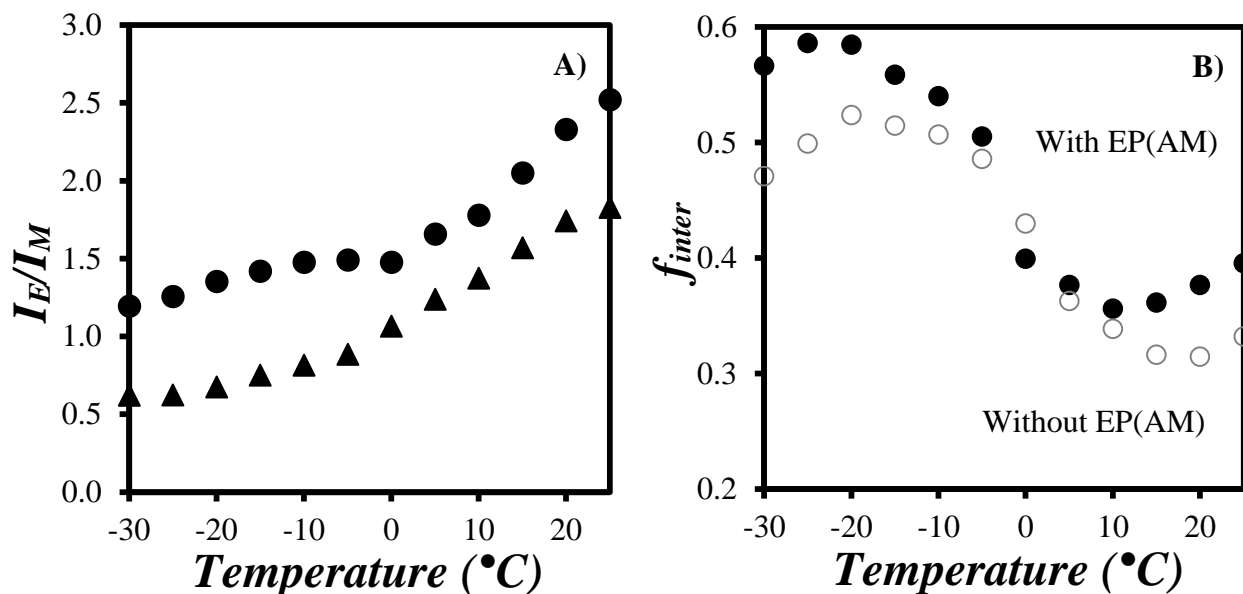 A)
3.0
2.5
2.0
1.5
1.0
0.5
0.0
I_E/I_M
-30 -20 -10 0 10 20
Temperature (•C)
B)
0.6
0.5
0.4
0.3
0.2
f_inter
With EP(AM)
Without EP(AM)
-30 -20 -10 0 10 20
Temperature (•C)